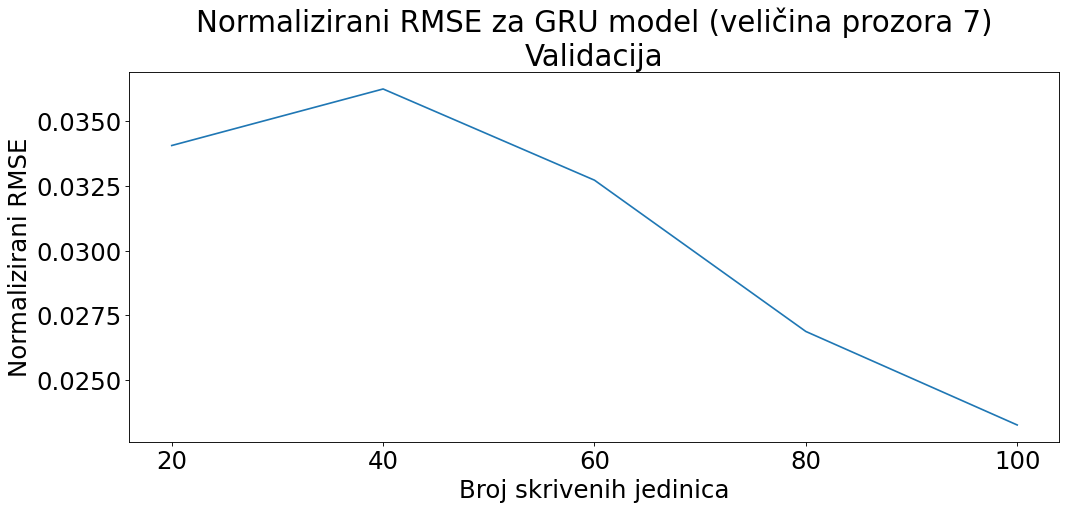 Normalizirani RMSE za GRU model (veličina prozora 7)
Validacija
Normalizirani RMSE
0.0350
0.0325
0.0300
0.0275
0.0250
20 40 60 80 100
Broj skrivenih jedinica